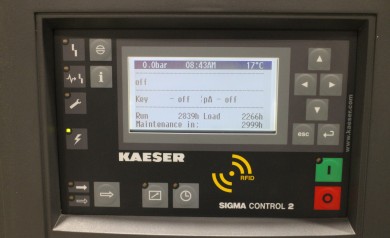 0.0bar 08:43AM 17°C
off
Key - off :pA - off
Run 2839h Load 2266h
Maintenance in: 2999h
www.kaeser.com
esc
KAESER
RFID
SIGMA CONTROL 2
i
I
O